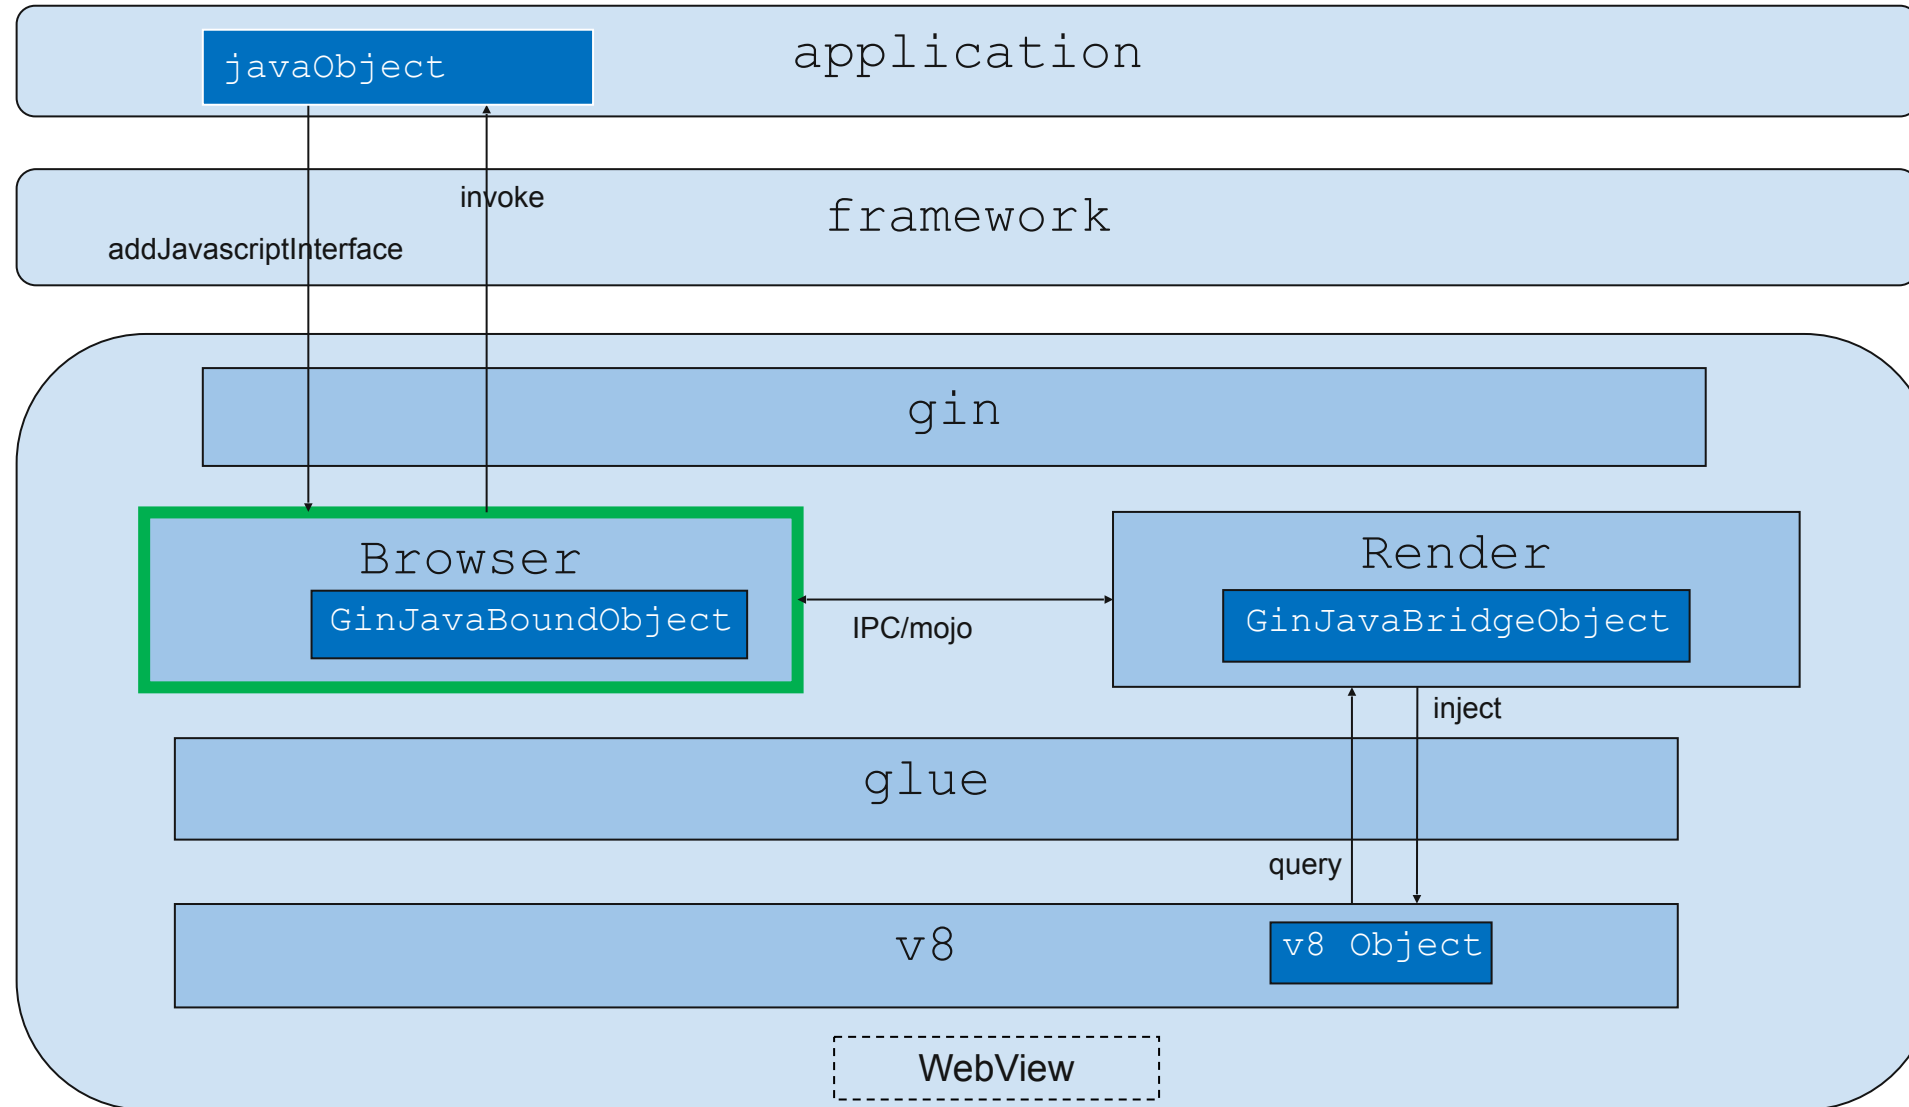 application
javaObject
invoke
framework
addJavascriptInterface
gin
Browser
Render
GinJavaBoundObject
IPC/mojo
GinJavaBridgeObject
inject
glue
query
v8
v8 Object
WebView